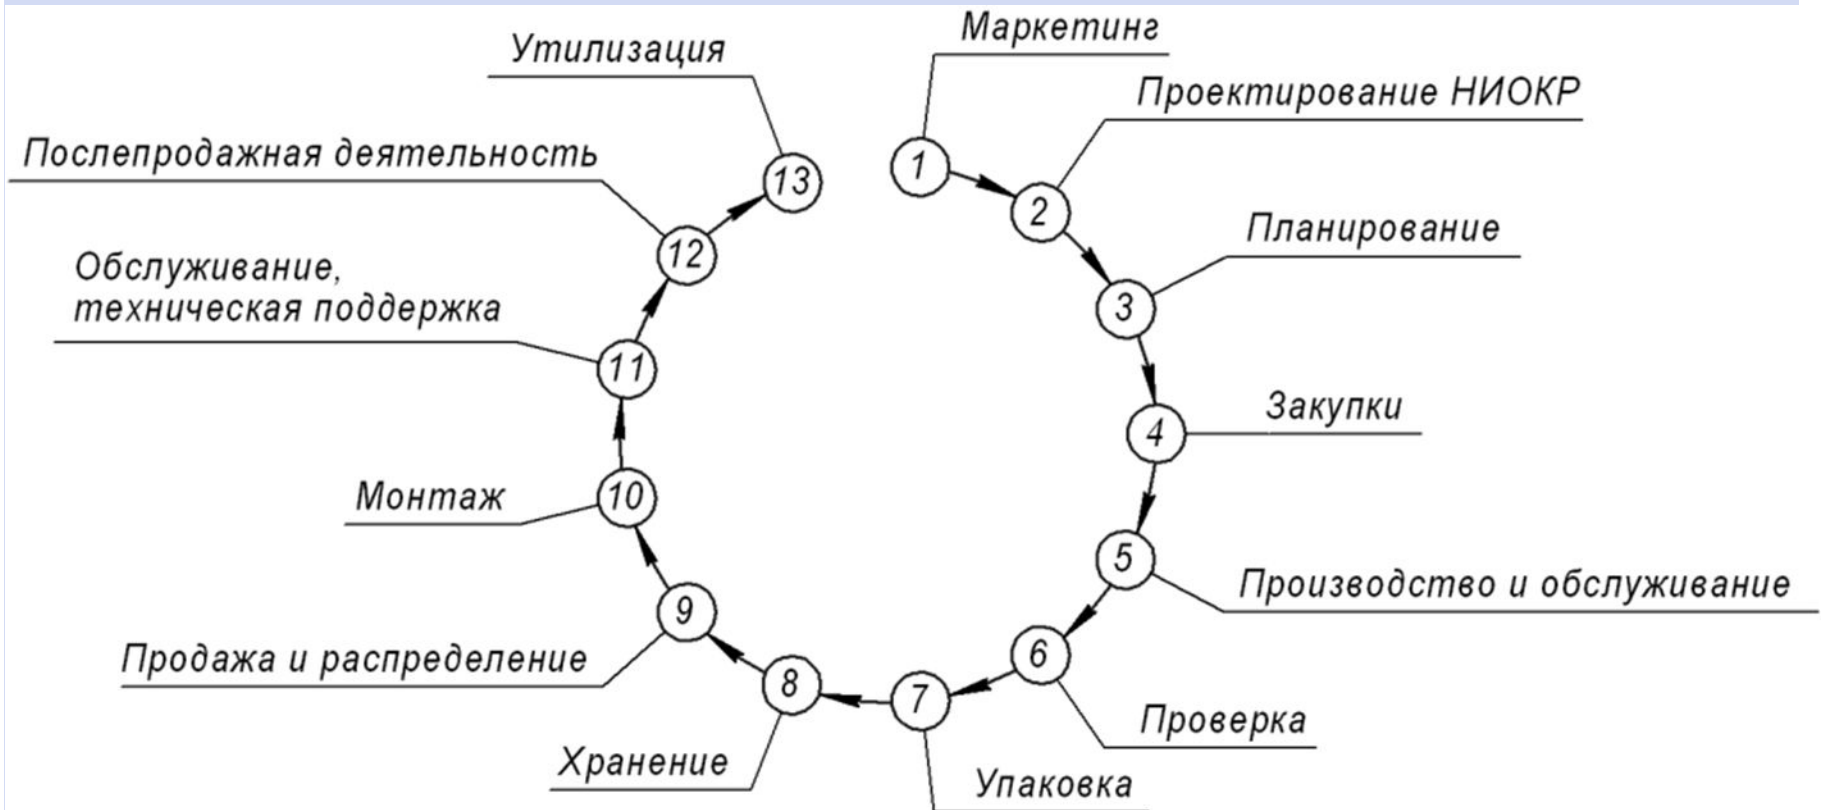 Маркетинг
1
Проектирование НИОКР
2
Планирование
3
Закупки
4
Производство и обслуживание
5
Проверка
6
Упаковка
7
Хранение
8
Продажа и распределение
9
Монтаж
10
Обслуживание,
техническая поддержка
11
Послепродажная деятельность
12
Утилизация
13